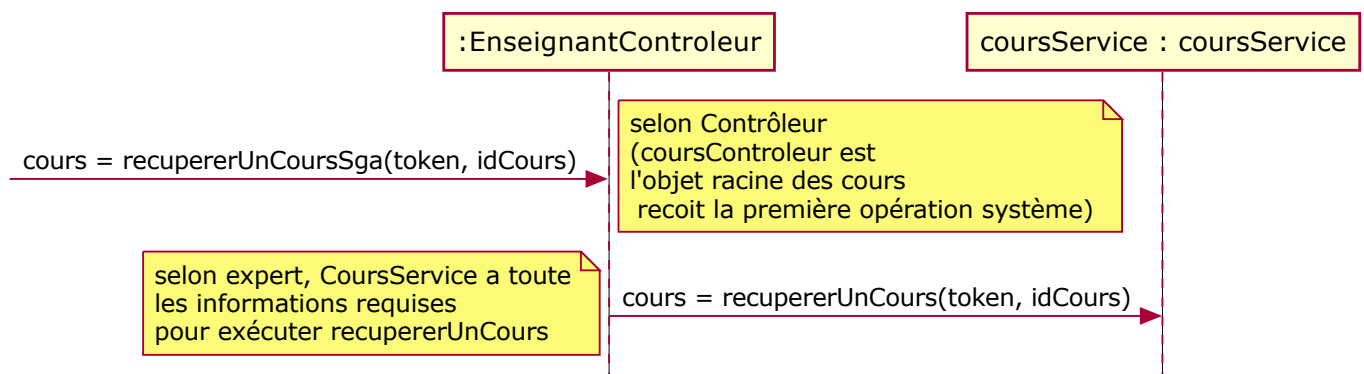 :EnseignantControleur
coursService : coursService
selon Contrôleur
(coursControleur est
l'objet racine des cours
recoit la première opération système)
cours = recupererUnCoursSga(token, idCours)
selon expert, CoursService a toute
les informations requises
pour exécuter recupererUnCours
cours = recupererUnCours(token, idCours)